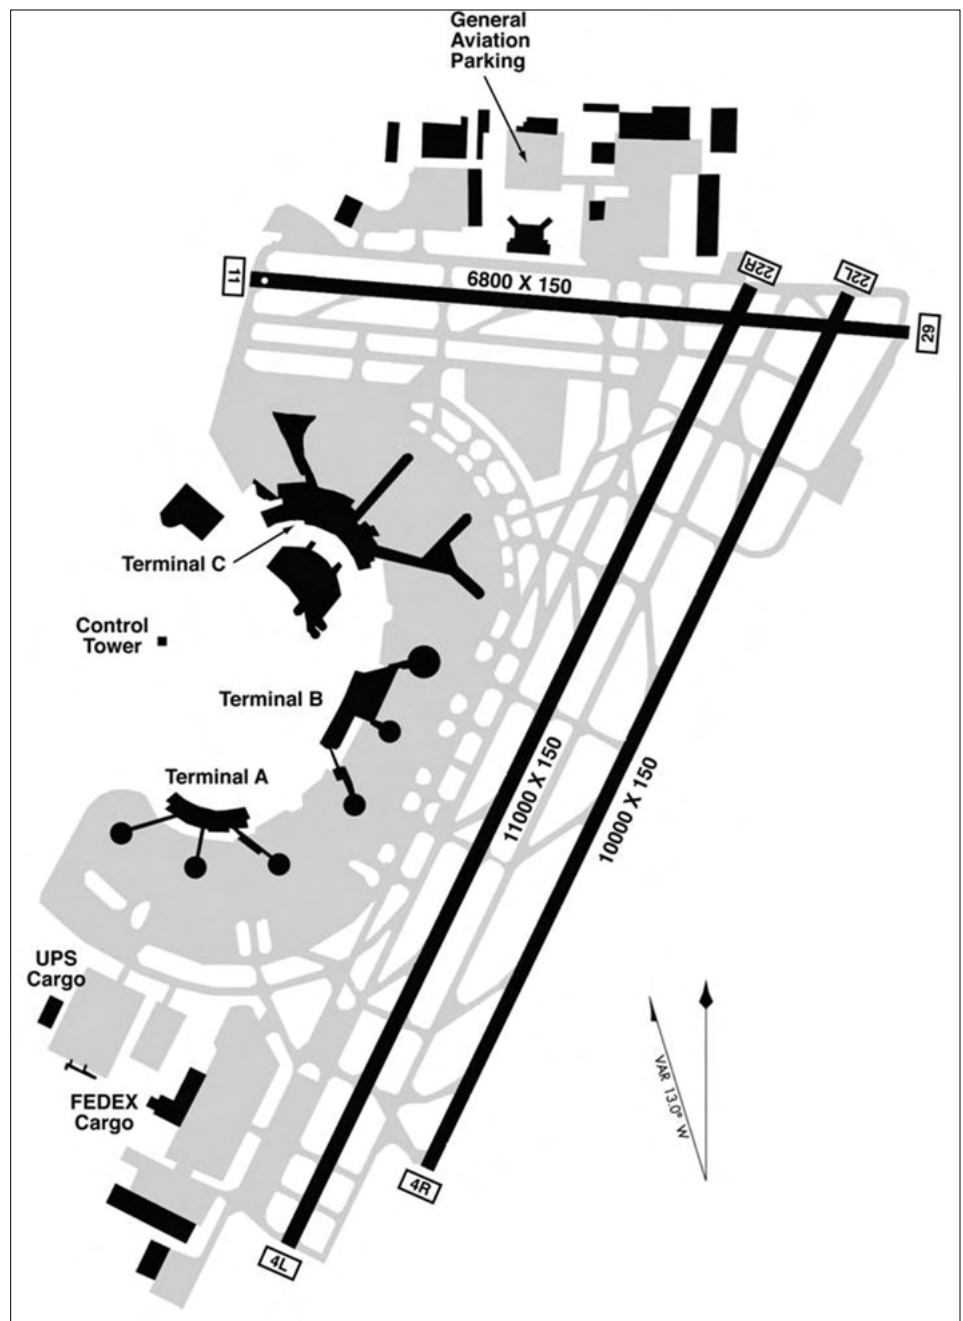 General
Aviation
Parking
11
6800 X 150
22R
22L
29
Terminal C
Control
Tower
Terminal B
Terminal A
11000 X 150
10000 X 150
UPS
Cargo
FEDEX
Cargo
VAR 13.0° W
4R
4L